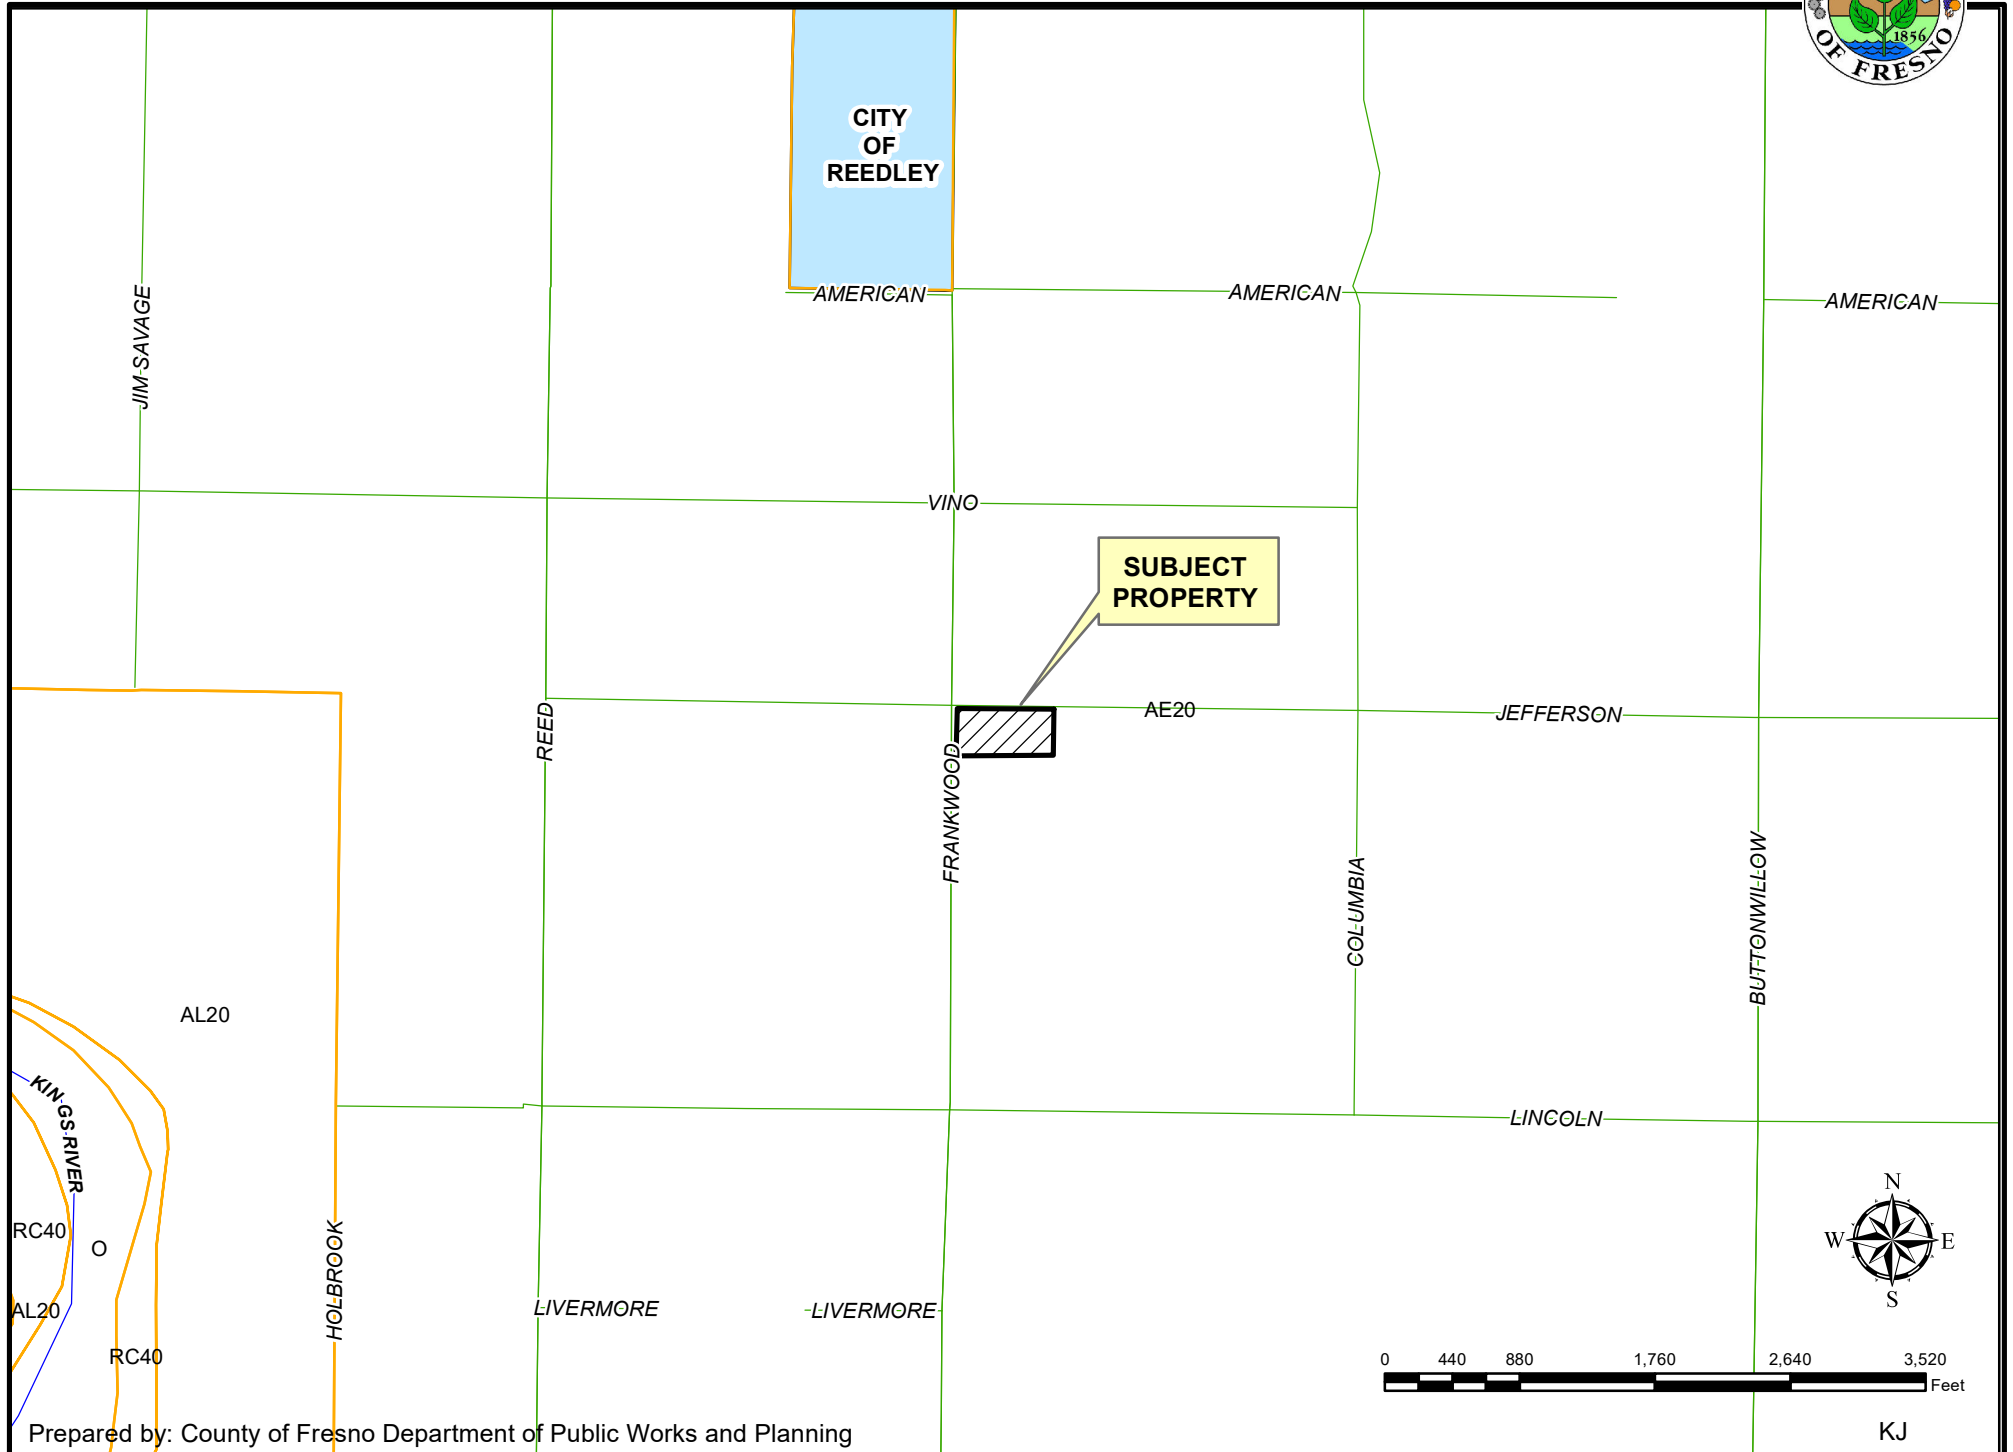 1856
OF FRESNO
CITY
OF
REEDLEY
AMERICAN
AMERICAN
AMERICAN
JIM SAVAGE
VINO
SUBJECT
PROPERTY
AE20
JEFFERSON
REED
FRANKWOOD
COLUMBIA
BUTTONWILLOW
AL20
KINGS RIVER
LINCOLN
RC40
O
HOLBROOK
AL20
LIVERMORE
LIVERMORE
RC40
N
W E
S
0 440 880 1,760 2,640 3,520
Feet
Prepared by: County of Fresno Department of Public Works and Planning
KJ